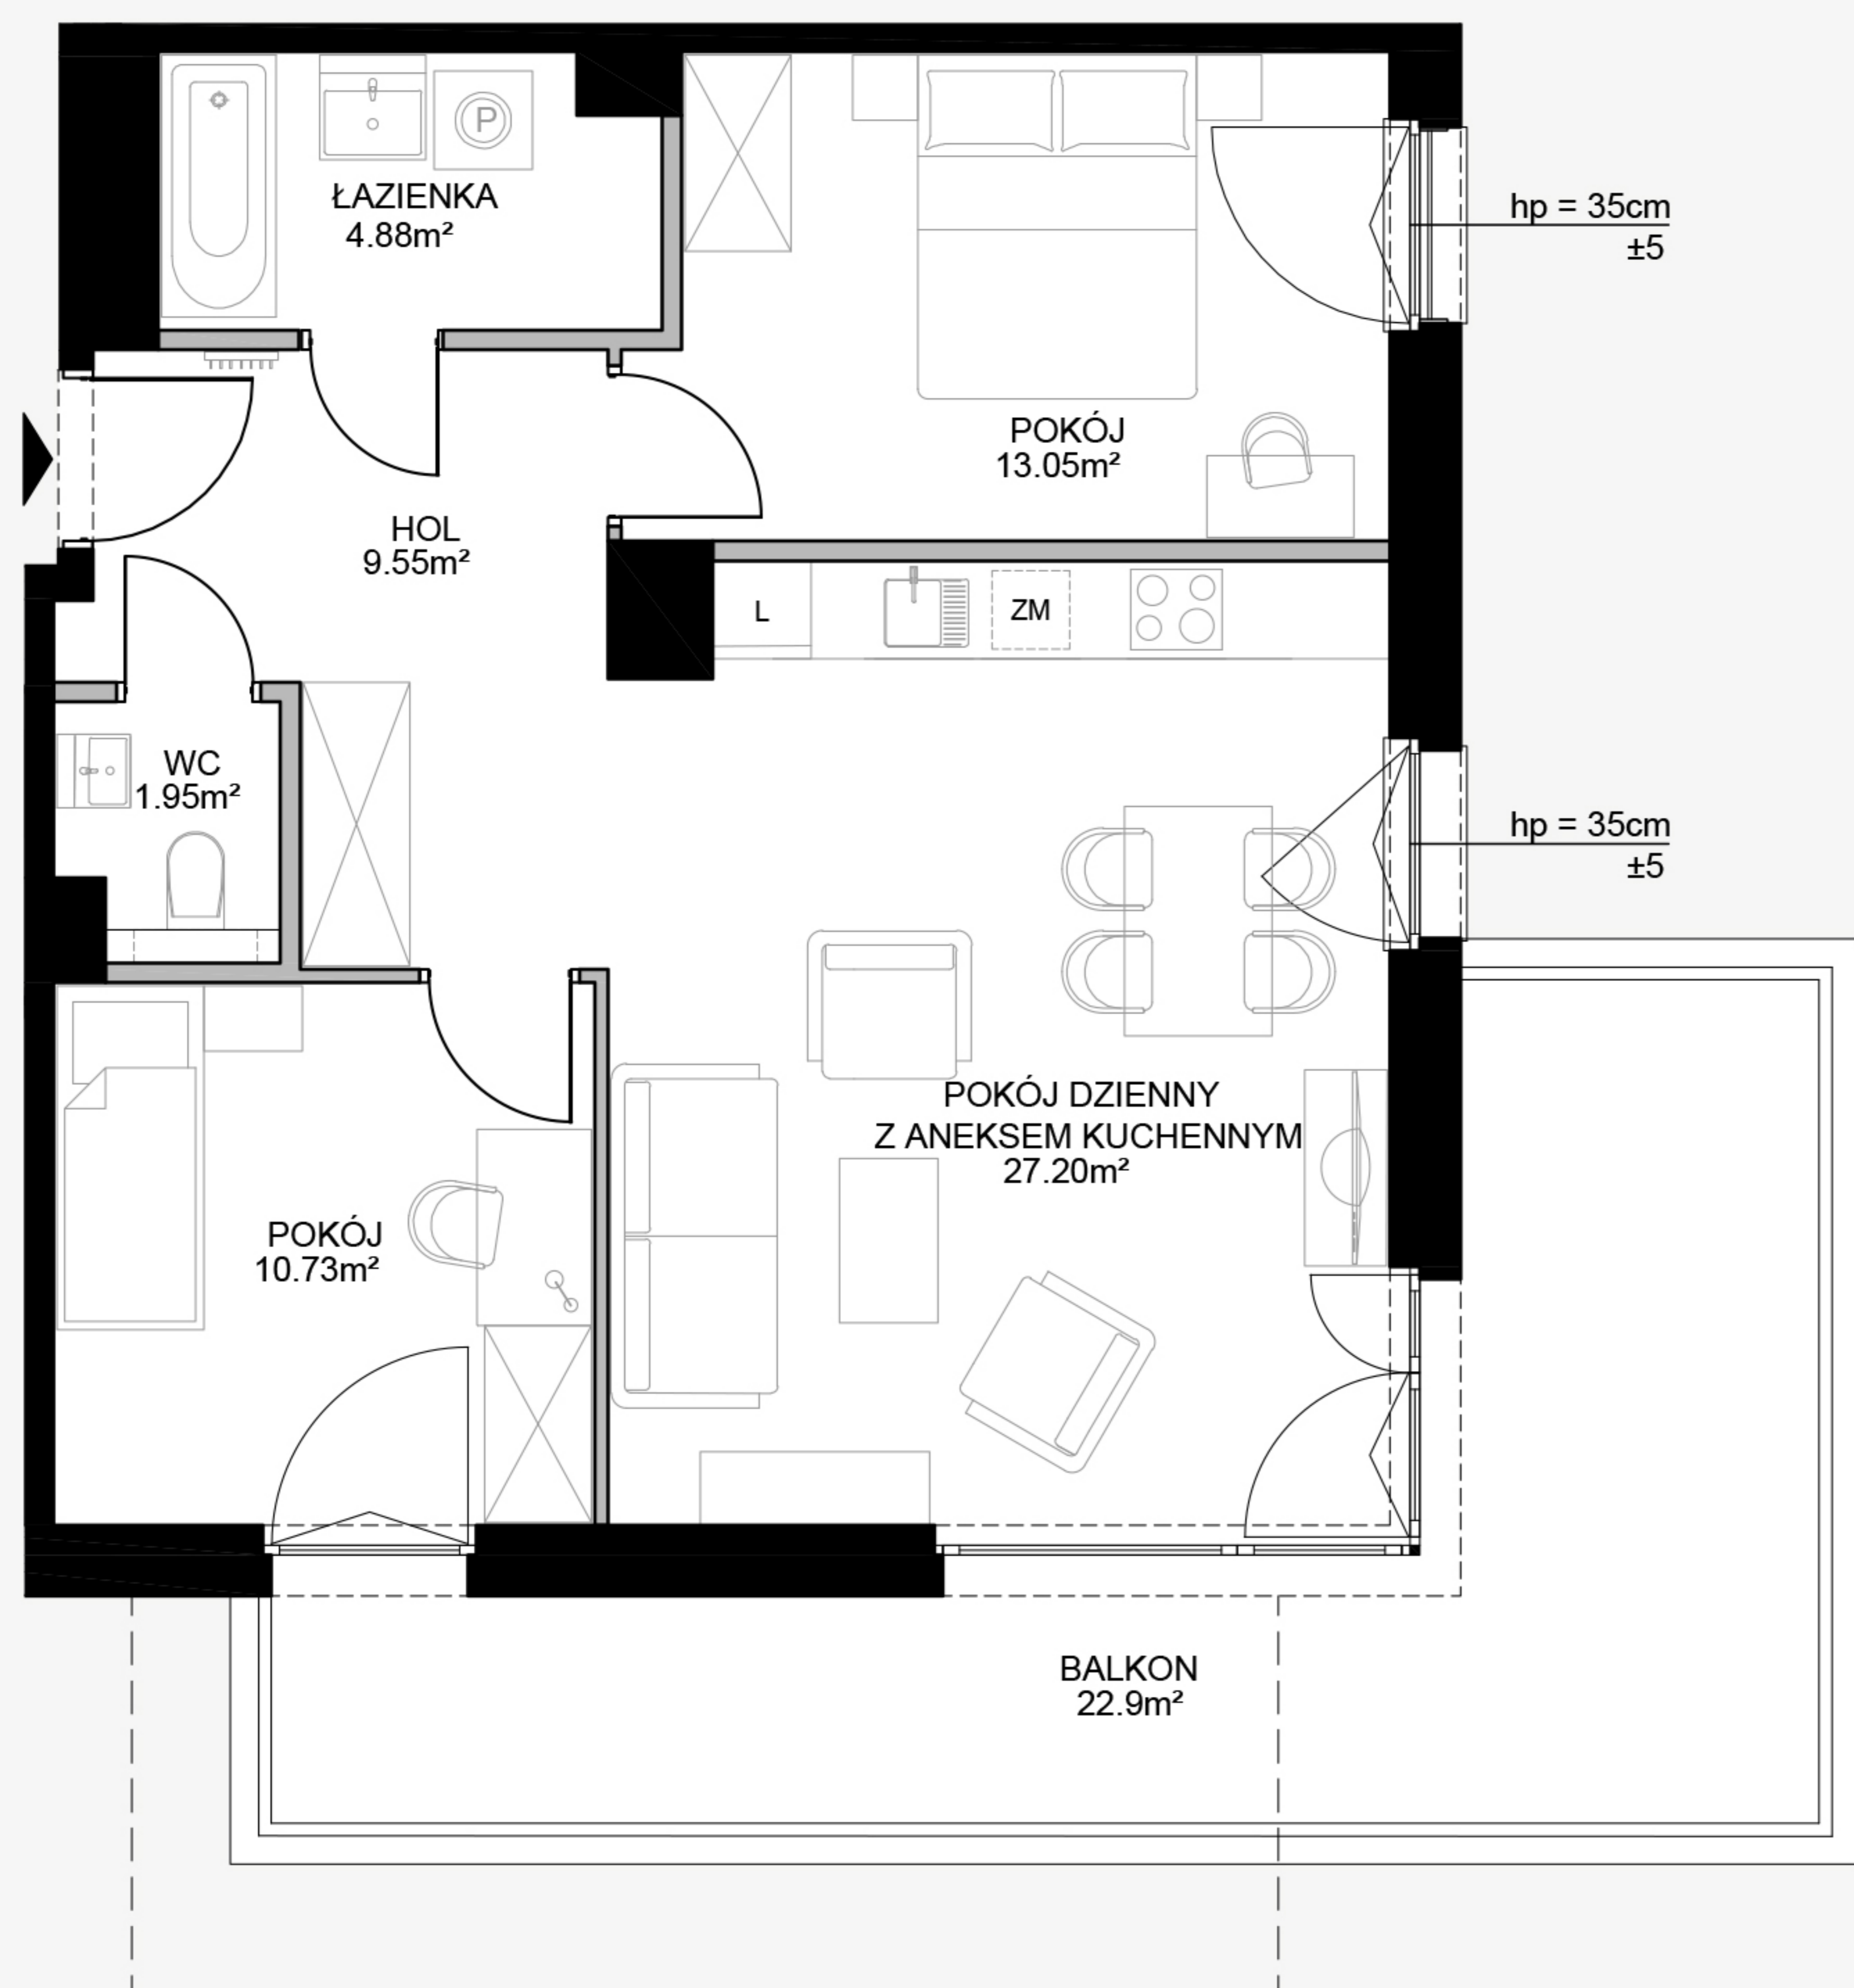 P
ŁAZIENKA
4.88m²
hp = 35cm
±5
POKÓJ
13.05m²
HOL
9.55m²
L
ZM
WC
1.95m²
hp = 35cm
±5
POKÓJ DZIENNY
Z ANEKSEM KUCHENNYM
27.20m²
POKÓJ
10.73m²
BALKON
22.9m²